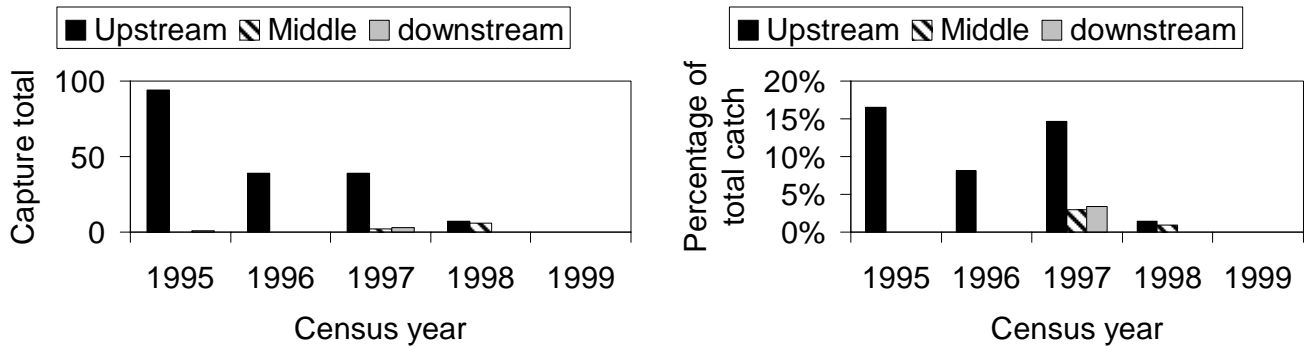 Upstream Middle downstream
Capture total
100
50
0
1995 1996 1997 1998 1999
Census year
Upstream Middle downstream
Percentage of
total catch
20%
15%
10%
5%
0%
1995 1996 1997 1998 1999
Census year